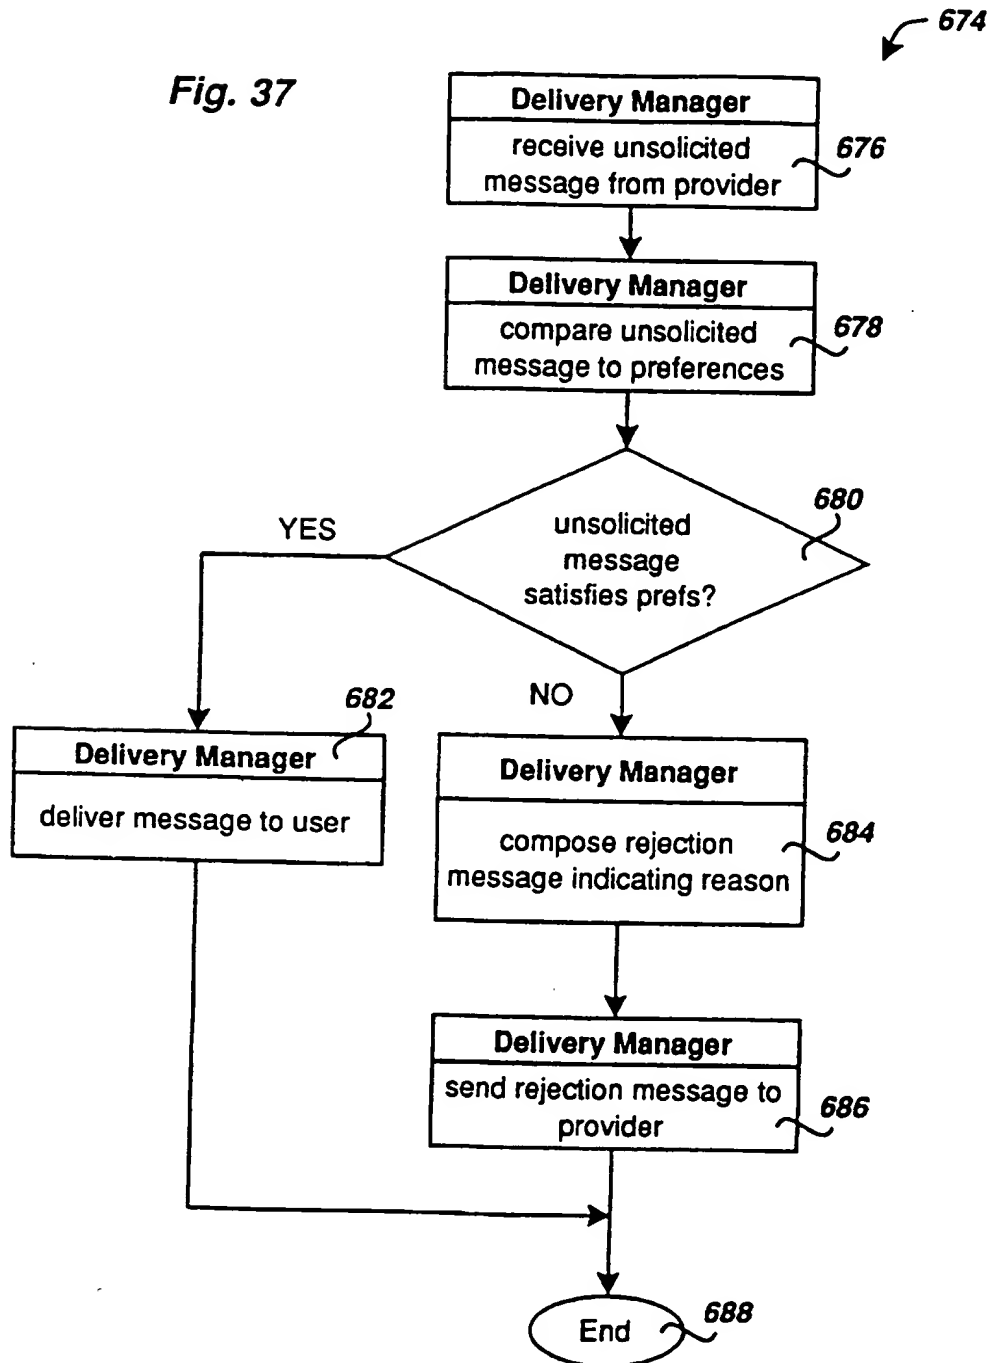 674
Fig. 37
Delivery Manager
receive unsolicited
message from provider
676
Delivery Manager
compare unsolicited
message to preferences
678
unsolicited
message
satisfies prefs?
680
YES
NO
682
Delivery Manager
deliver message to user
Delivery Manager
compose rejection
message indicating reason
684
Delivery Manager
send rejection message to
provider
686
End
688